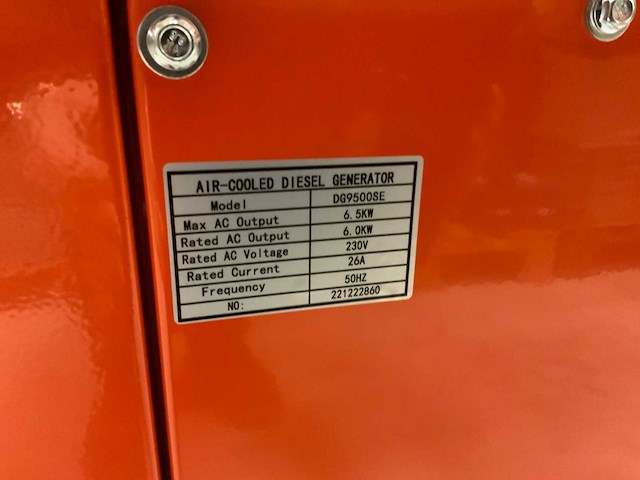 AIR-COOLED DIESEL GENERATOR
Model DG9500SE
Max AC Output 6.5KW
Rated AC Output 6.0KW
Rated AC Voltage 230V
Rated Current 26A
Frequency 50HZ
NO: 221222860